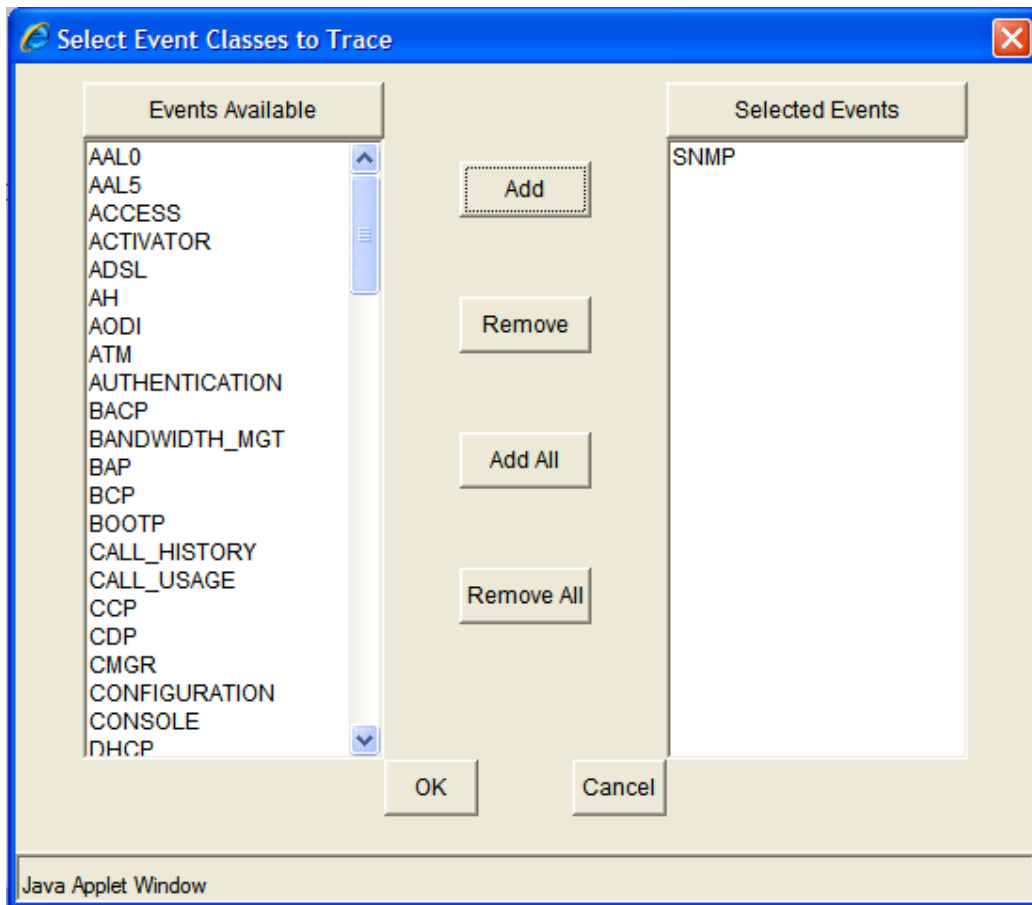 Select Event Classes to Trace
Events Available
Selected Events
AAL0
AAL5
ACCESS
ACTIVATOR
ADSL
AH
AODI
ATM
AUTHENTICATION
BACP
BANDWIDTH_MGT
BAP
BCP
BOOTP
CALL_HISTORY
CALL_USAGE
CCP
CDP
CMGR
CONFIGURATION
CONSOLE
DHCP
Add
Remove
Add All
Remove All
SNMP
OK
Cancel
Java Applet Window